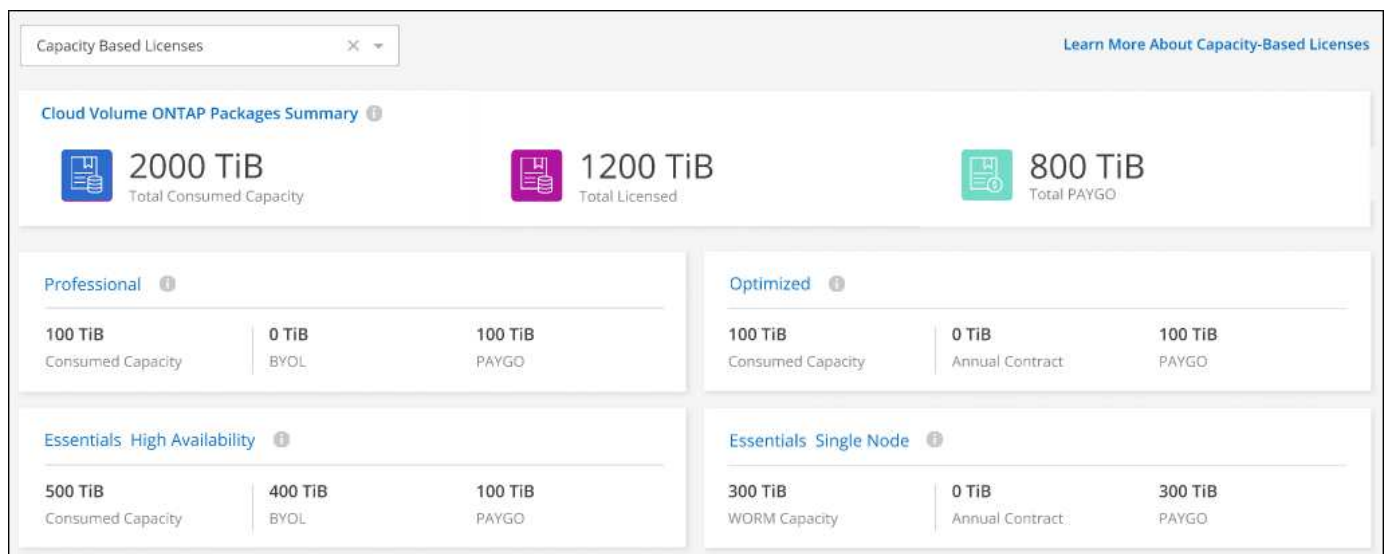 Capacity Based Licenses
Learn More About Capacity-Based Licenses
Cloud Volume ONTAP Packages Summary
2000 TiB
Total Consumed Capacity
1200 TiB
Total Licensed
800 TiB
Total PAYGO
Professional
100 TiB
Consumed Capacity
0 TiB
BYOL
100 TiB
PAYGO
Optimized
100 TiB
Consumed Capacity
0 TiB
Annual Contract
100 TiB
PAYGO
Essentials High Availability
500 TiB
Consumed Capacity
400 TiB
BYOL
100 TiB
PAYGO
Essentials Single Node
300 TiB
WORM Capacity
0 TiB
Annual Contract
300 TiB
PAYGO